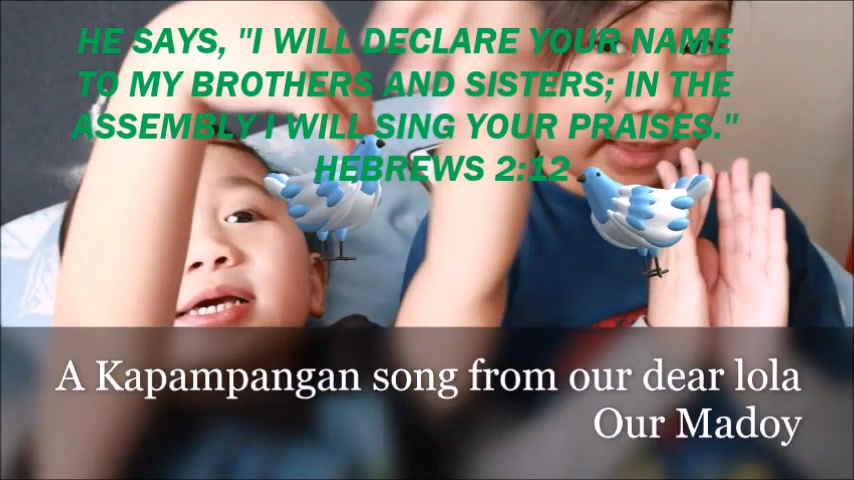 HE SAYS, "I WILL DECLARE YOUR NAME
TO MY BROTHERS AND SISTERS; IN THE
ASSEMBLY I WILL SING YOUR PRAISES."
HEBREWS 2:12
A Kapampangan song from our dear lola
Our Madoy